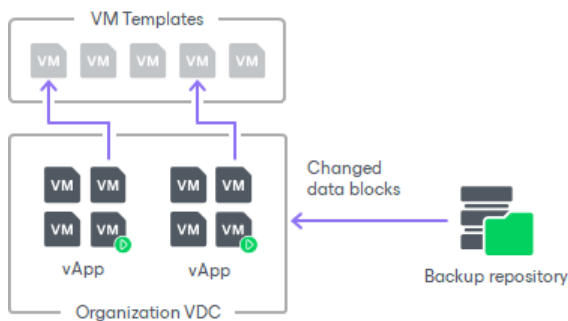 VM Templates
VM VM VM VM VM
VM VM VM VM
VM VM VM VM
vApp vApp
Organization VDC
Changed
data blocks
Backup repository